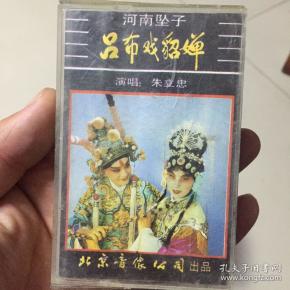 河南坠子
吕布戏貂蝉
演唱：朱立忠
北京音像公司出品
孔夫子旧书网